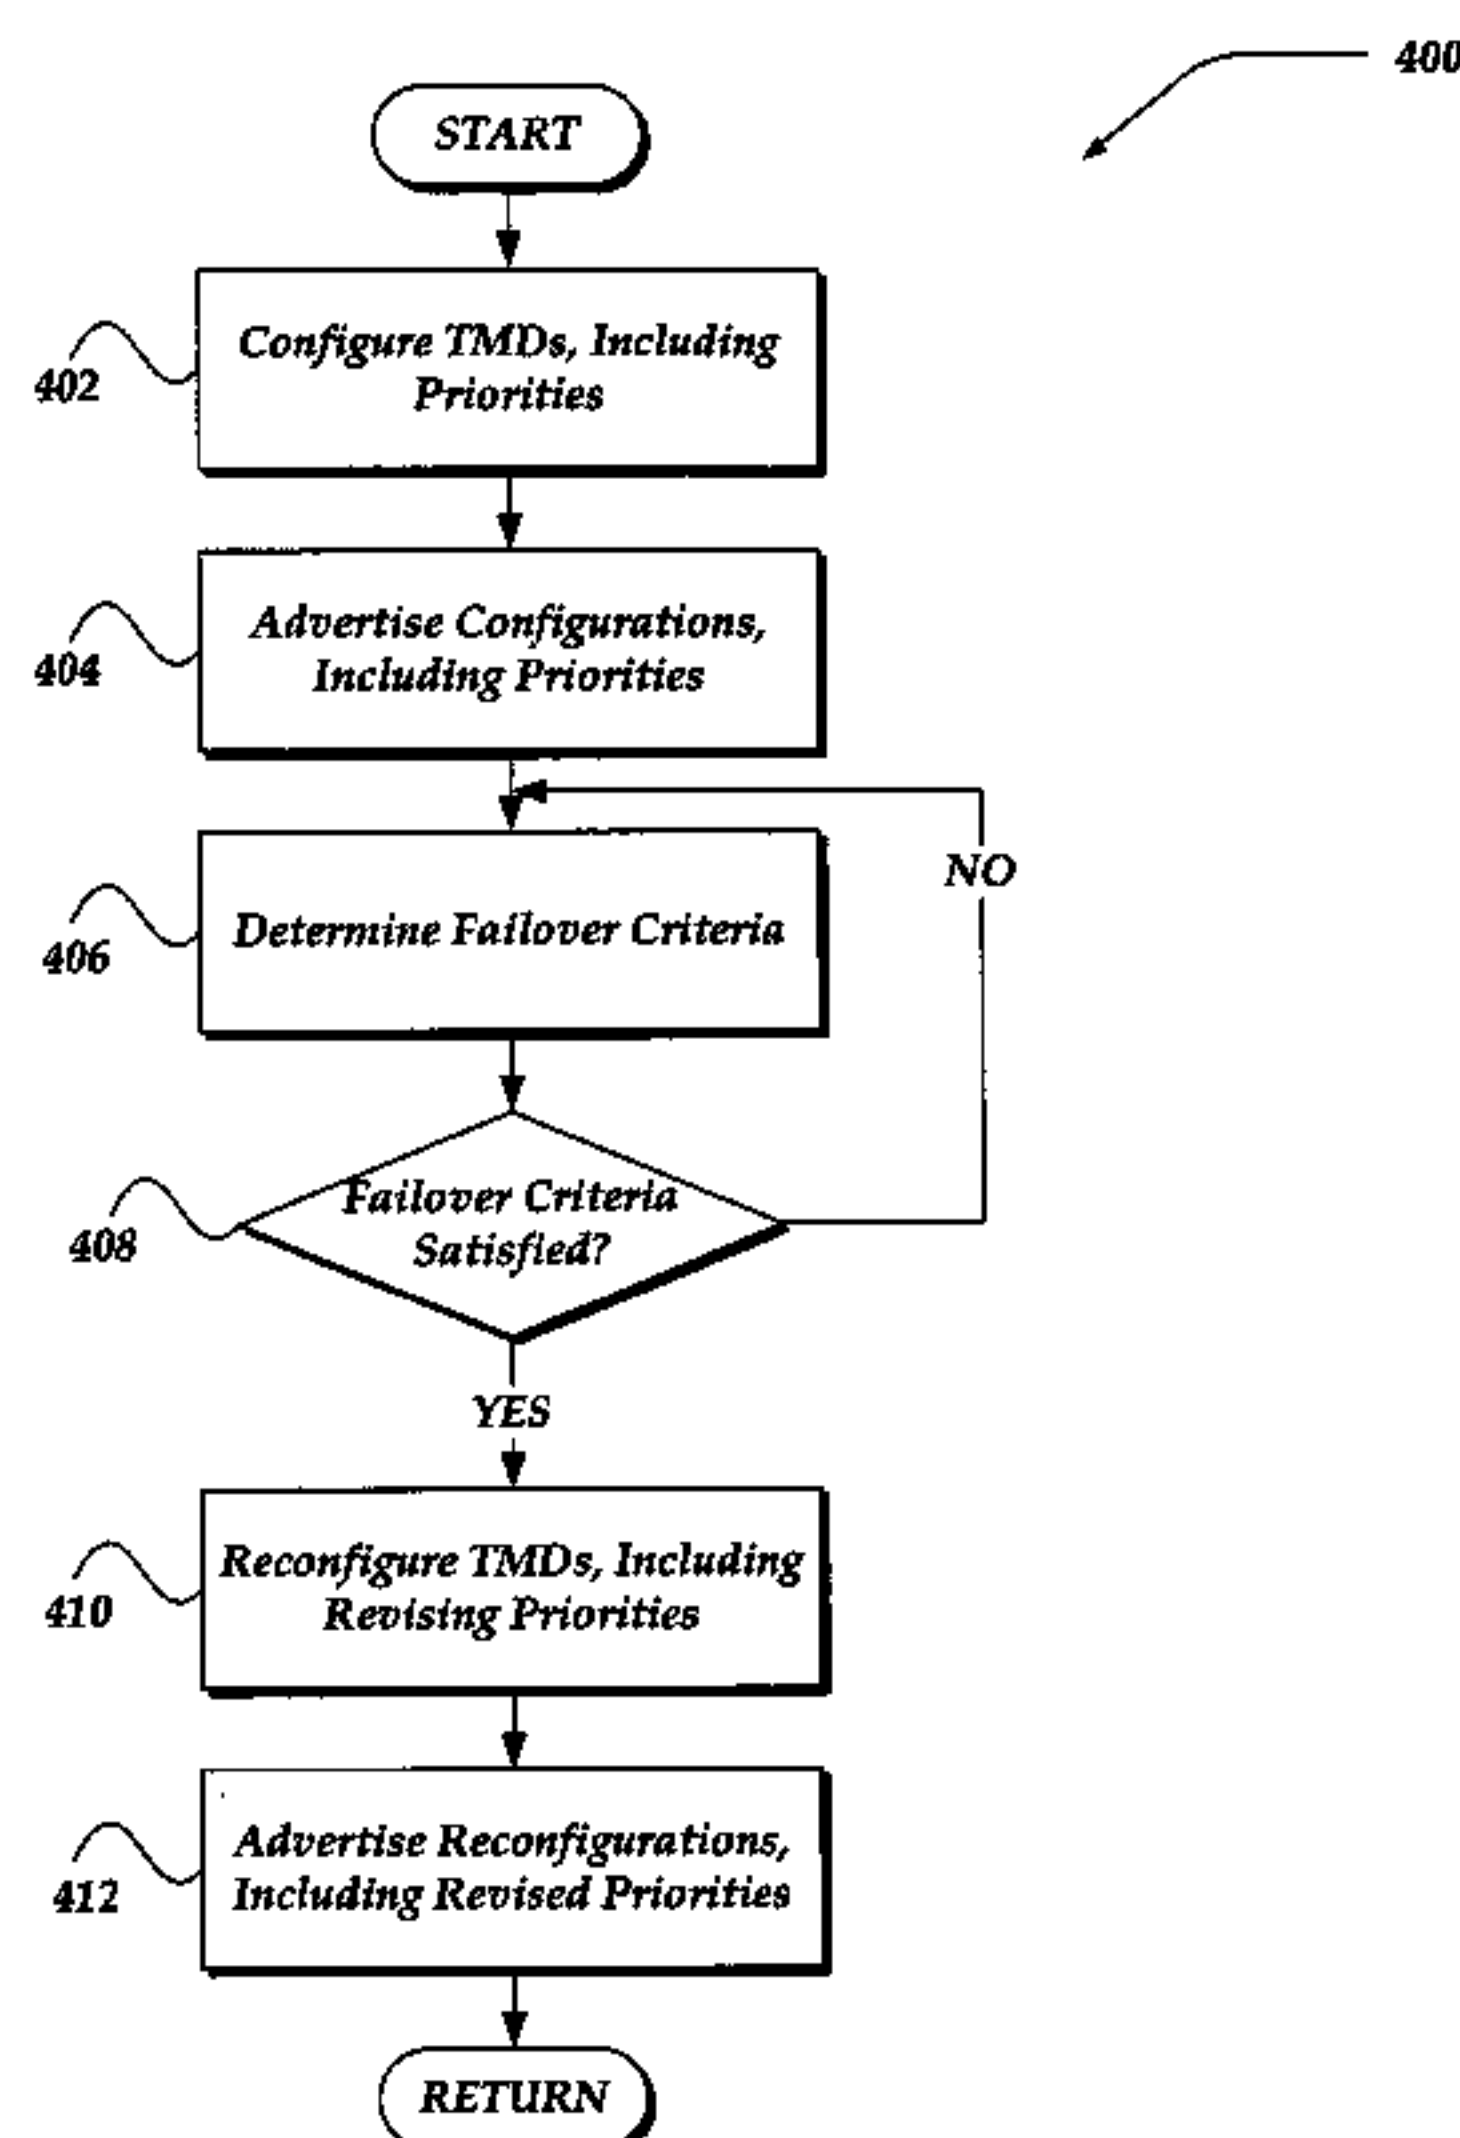 400
START
Configure TMDs, Including
Priorities
402
Advertise Configurations,
Including Priorities
404
NO
Determine Failover Criteria
406
Failover Criteria
Satisfied?
408
YES
Reconfigure TMDs, Including
Revising Priorities
410
Advertise Reconfigurations,
Including Revised Priorities
412
RETURN